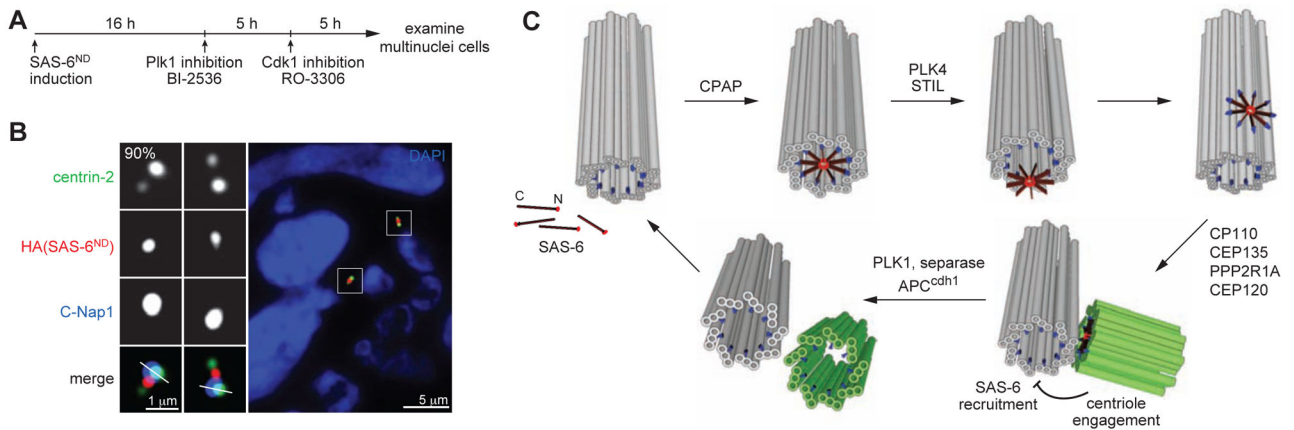 A
16 h
5 h
5 h
examine
multinuclei cells
SAS-6ᴺᴰ
induction
Plk1 inhibition
BI-2536
Cdk1 inhibition
RO-3306
B
90%
centrin-2
HA(SAS-6ᴺᴰ)
C-Nap1
merge
1 μm
DAPI
5 μm
C
CPAP
PLK4
STIL
C
N
SAS-6
CP110
CEP135
PPP2R1A
CEP120
PLK1, separase
APCᶜᵈʰ¹
SAS-6
recruitment
centriole
engagement